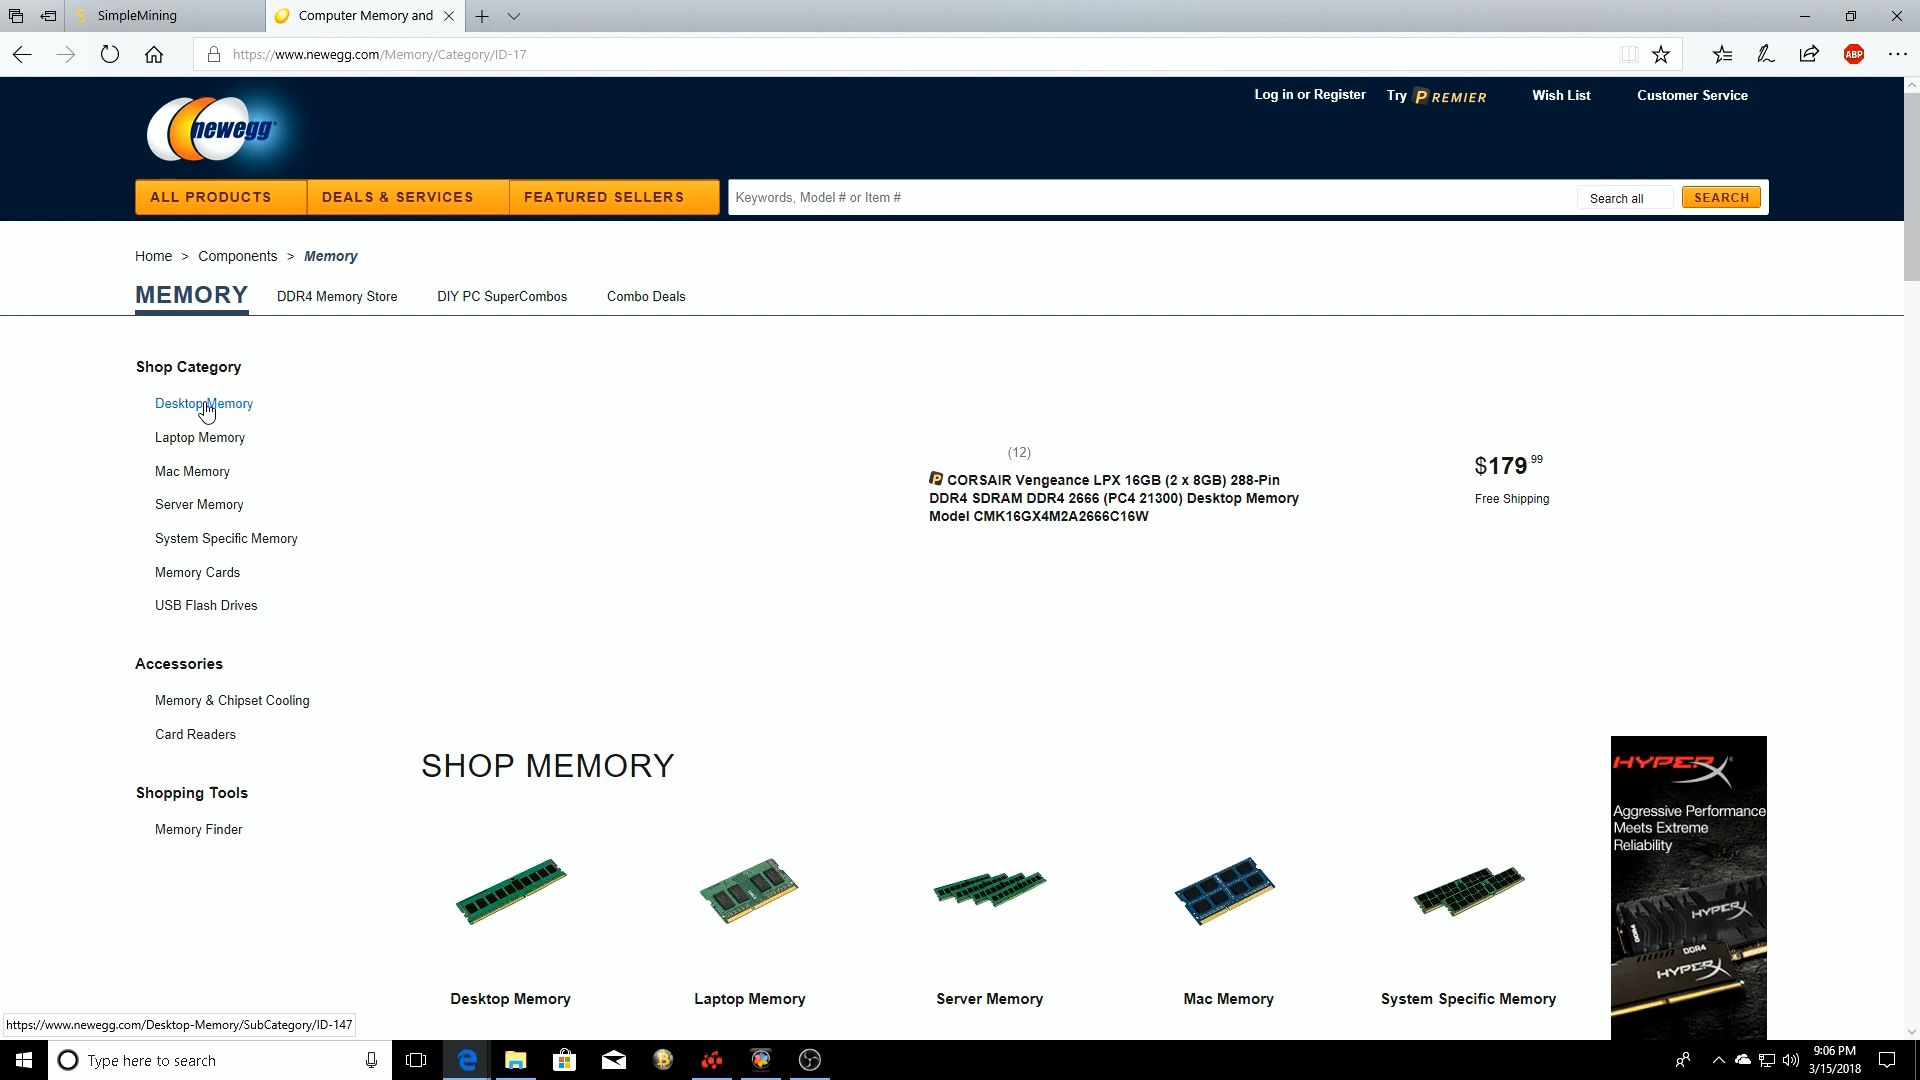 SimpleMining
Computer Memory and
https://www.newegg.com/Memory/Category/ID-17
ABP
Log in or Register
Try PREMIER
Wish List
Customer Service
newegg
ALL PRODUCTS
DEALS & SERVICES
FEATURED SELLERS
Keywords, Model # or Item #
Search all
SEARCH
Home > Components > Memory
MEMORY
DDR4 Memory Store
DIY PC SuperCombos
Combo Deals
Shop Category
Desktop Memory
Laptop Memory
Mac Memory
Server Memory
System Specific Memory
Memory Cards
USB Flash Drives
Accessories
Memory & Chipset Cooling
Card Readers
Shopping Tools
Memory Finder
(12)
CORSAIR Vengeance LPX 16GB (2 x 8GB) 288-Pin
DDR4 SDRAM DDR4 2666 (PC4 21300) Desktop Memory
Model CMK16GX4M2A2666C16W
$179.99
Free Shipping
SHOP MEMORY
Desktop Memory
Laptop Memory
Server Memory
Mac Memory
System Specific Memory
HYPERX
Aggressive Performance
Meets Extreme
Reliability
HYPERX
DDR4
DDR4
HYPERX
https://www.newegg.com/Desktop-Memory/SubCategory/ID-147
Type here to search
9:06 PM
3/15/2018